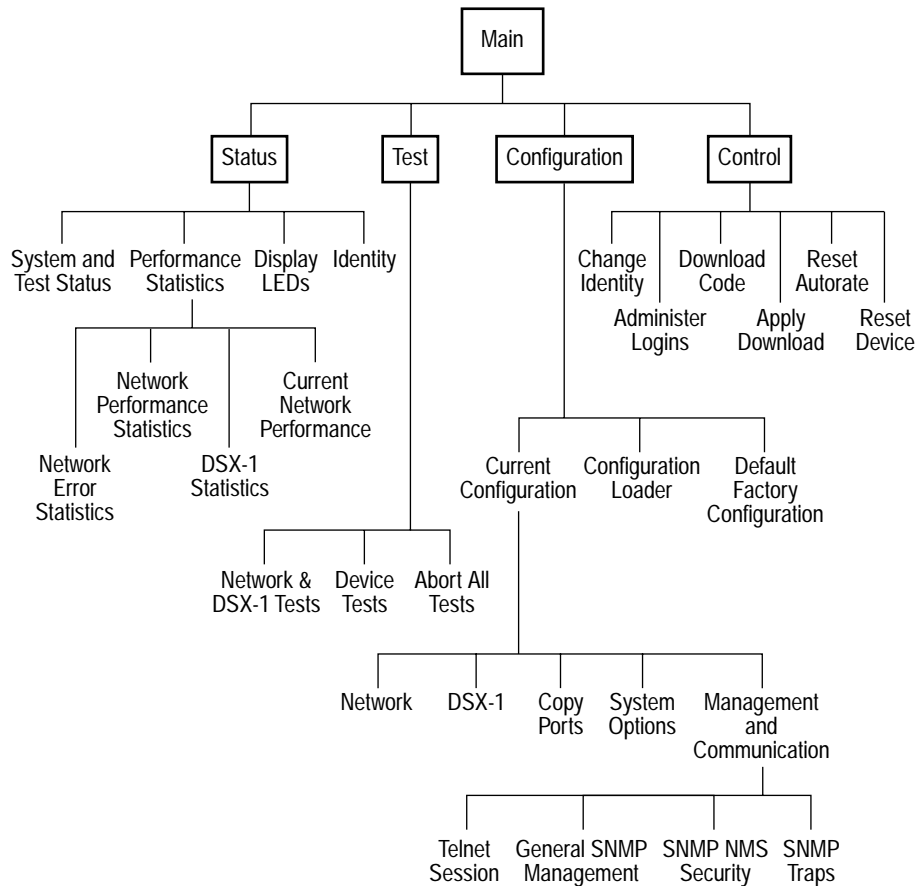 Main
Status
Test
Configuration
Control
System and
Test Status
Performance
Statistics
Display
LEDs
Identity
Change
Identity
Administer
Logins
Download
Code
Apply
Download
Reset
Autorate
Reset
Device
Network
Error
Statistics
Network
Performance
Statistics
DSX-1
Statistics
Current
Network
Performance
Current
Configuration
Configuration
Loader
Default
Factory
Configuration
Network &
DSX-1 Tests
Device
Tests
Abort All
Tests
Network
DSX-1
Copy
Ports
System
Options
Management
and
Communication
Telnet
Session
General SNMP
Management
SNMP NMS
Security
SNMP
Traps